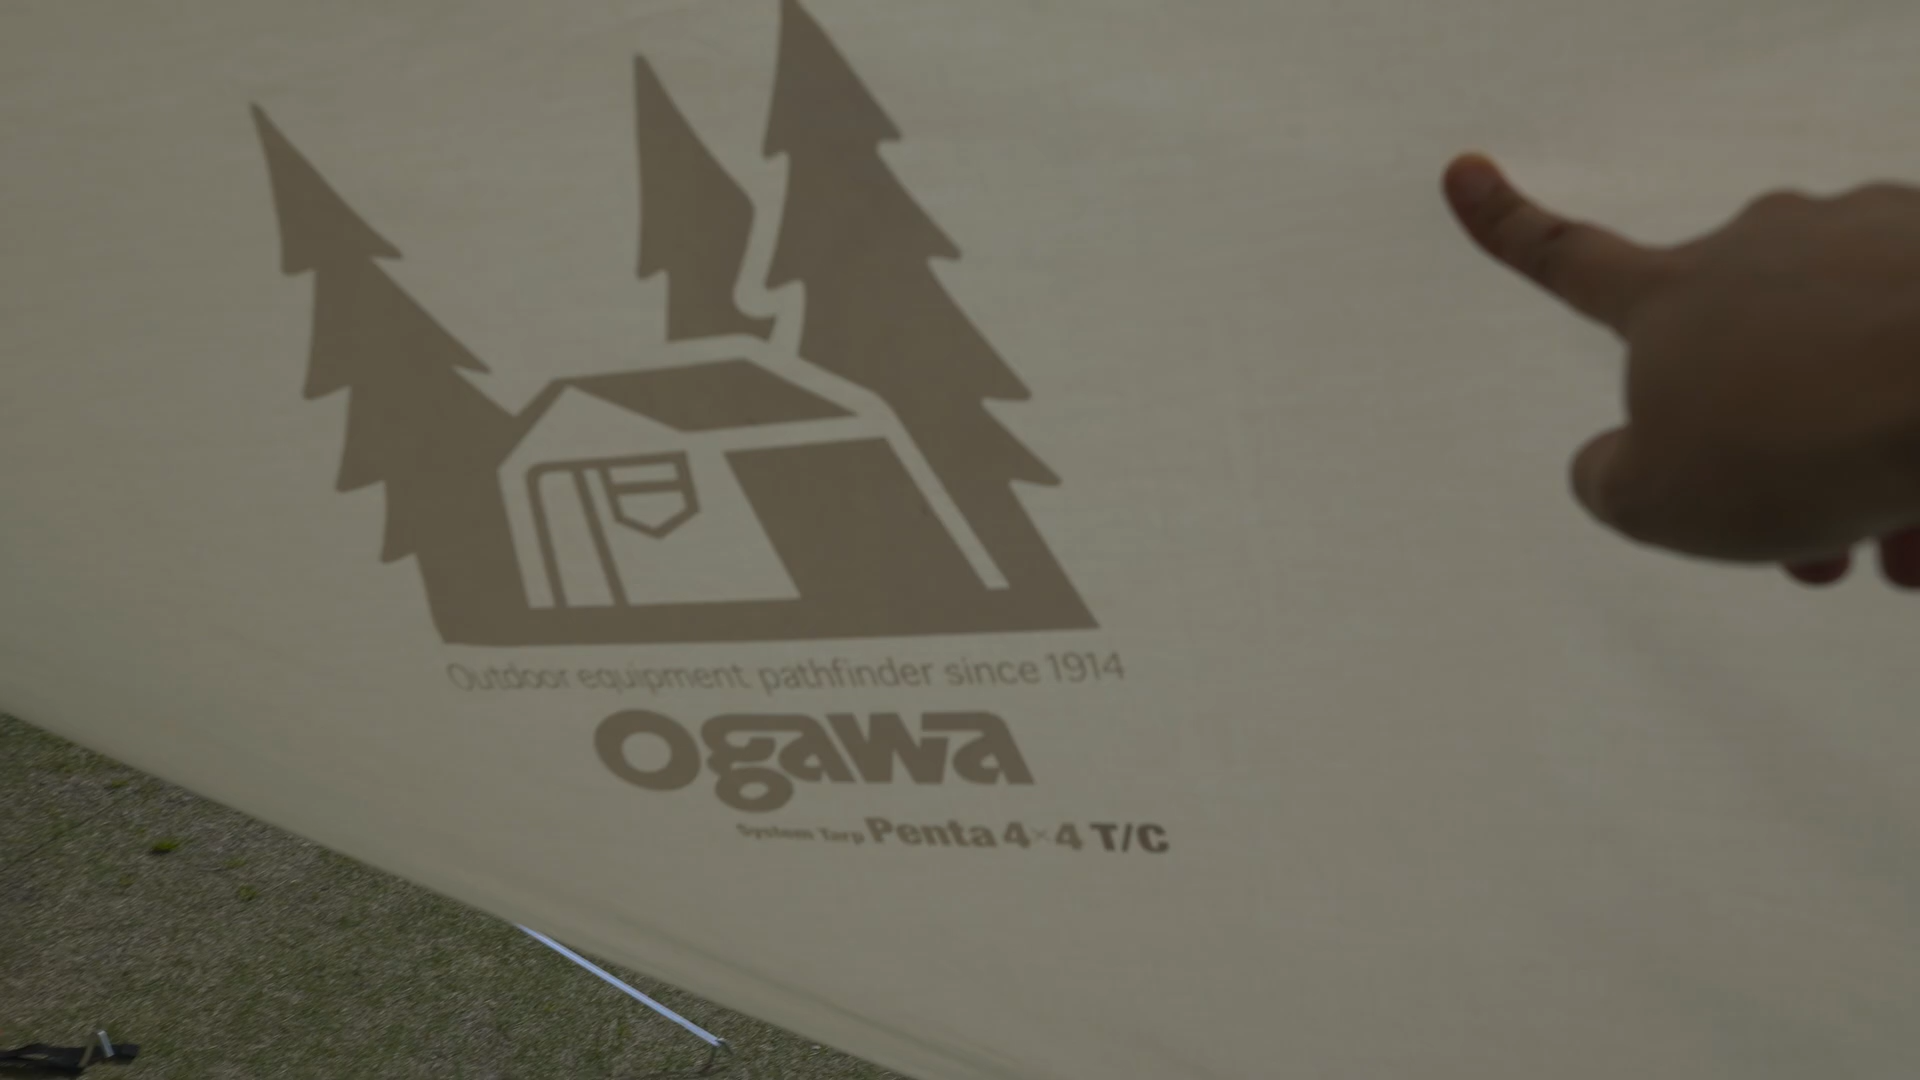 Outdoor equipment pathfinder since 1914
ogawa
System Tarp Penta 4×4 T/C